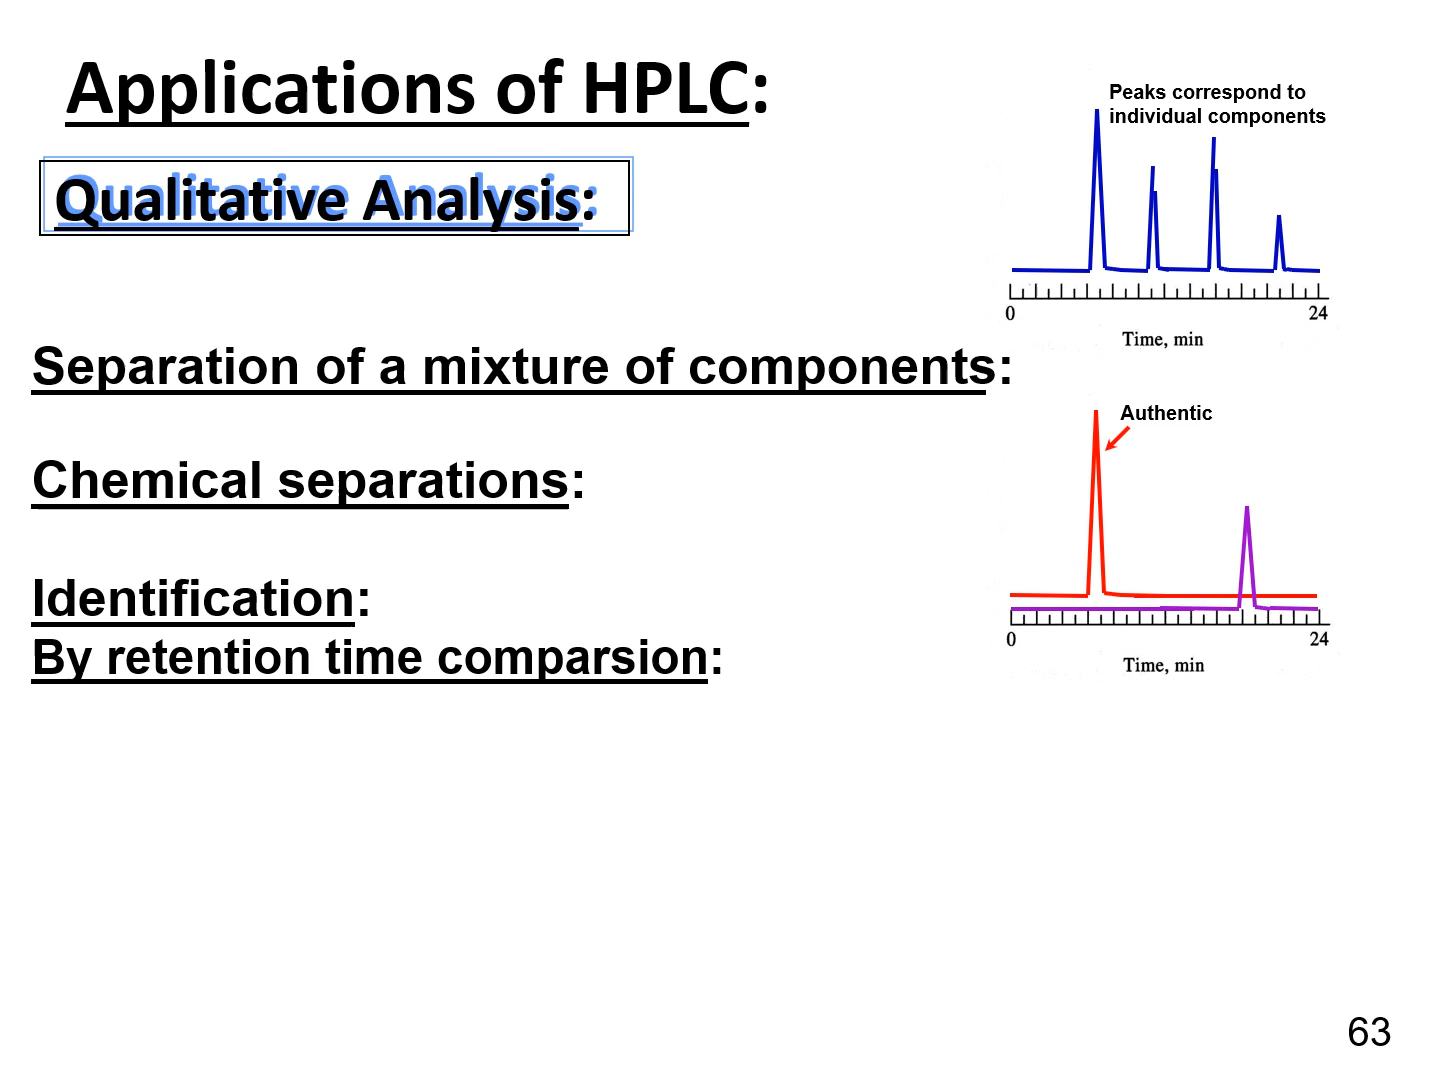 Applications of HPLC:
Qualitative Analysis:
Peaks correspond to
individual components
0 24
Time, min
Separation of a mixture of components:
Chemical separations:
Identification:
By retention time comparsion:
Authentic
0 24
Time, min
63